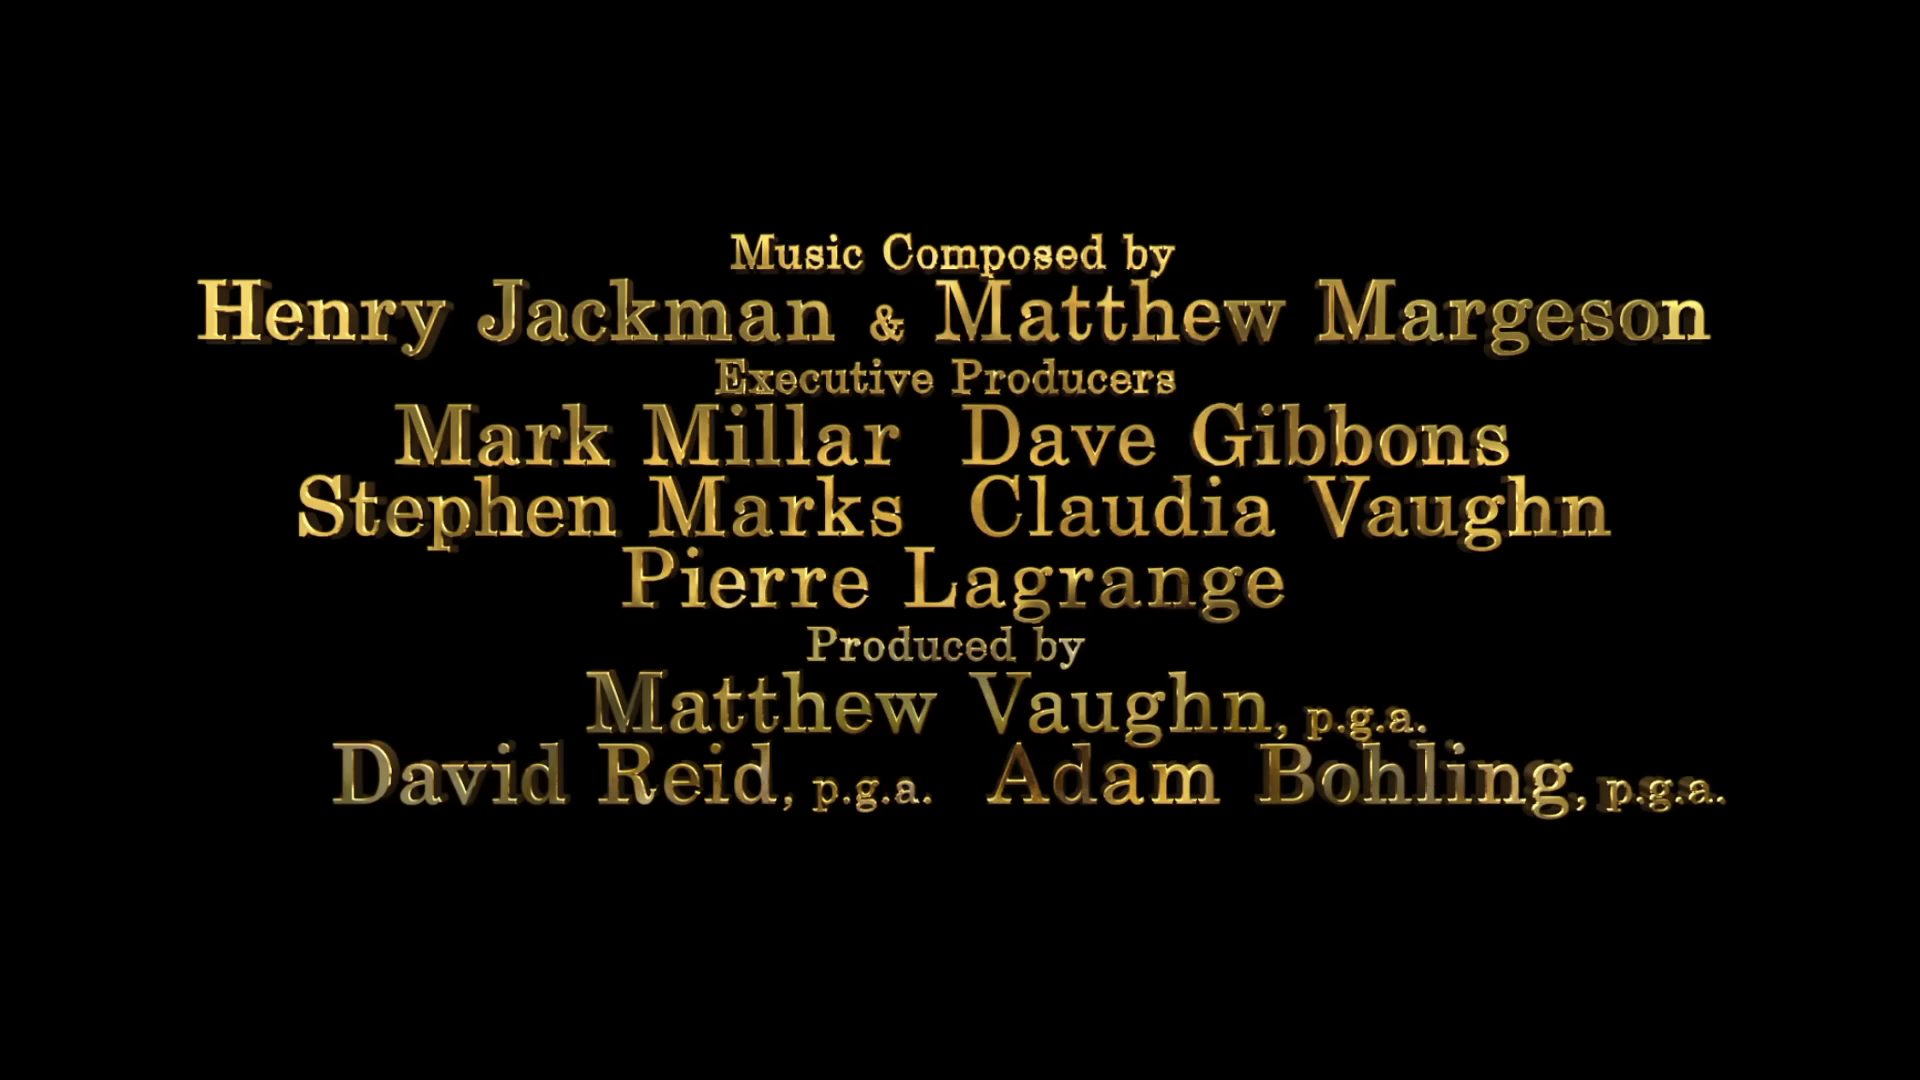 Music Composed by
Henry Jackman & Matthew Margeson
Executive Producers
Mark Millar Dave Gibbons
Stephen Marks Claudia Vaughn
Pierre Lagrange
Produced by
Matthew Vaughn, p.g.a.
David Reid, p.g.a. Adam Bohling, p.g.a.